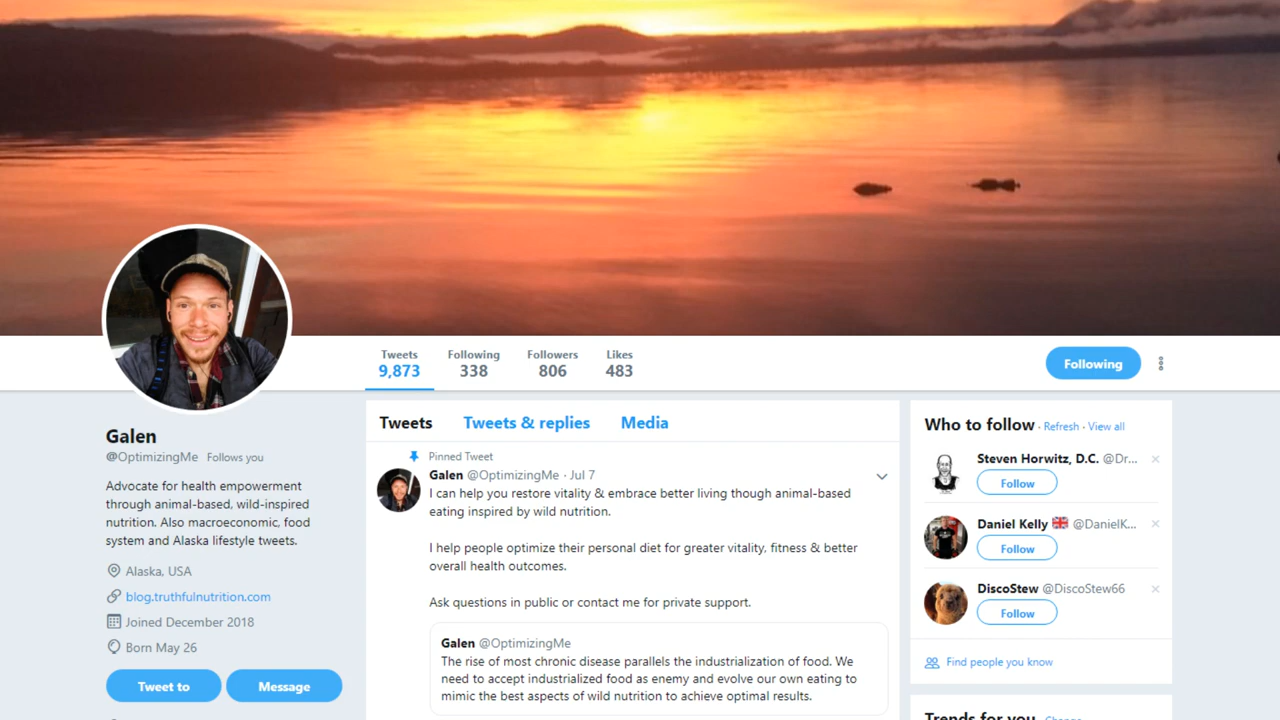 Tweets
9,873
Following
338
Followers
806
Likes
483
Following
Galen
@OptimizingMe Follows you
Advocate for health empowerment
through animal-based, wild-inspired
nutrition. Also macroeconomic, food
system and Alaska lifestyle tweets.
Alaska, USA
blog.truthfulnutrition.com
Joined December 2018
Born May 26
Tweet to
Message
Tweets Tweets & replies Media
Pinned Tweet
Galen @OptimizingMe · Jul 7
I can help you restore vitality & embrace better living though animal-based
eating inspired by wild nutrition.
I help people optimize their personal diet for greater vitality, fitness & better
overall health outcomes.
Ask questions in public or contact me for private support.
Galen @OptimizingMe
The rise of most chronic disease parallels the industrialization of food. We
need to accept industrialized food as enemy and evolve our own eating to
mimic the best aspects of wild nutrition to achieve optimal results.
Who to follow · Refresh · View all
Steven Horwitz, D.C. @Dr...
Follow
Daniel Kelly @DanielK...
Follow
DiscoStew @DiscoStew66
Follow
Find people you know
Trends for you · Change